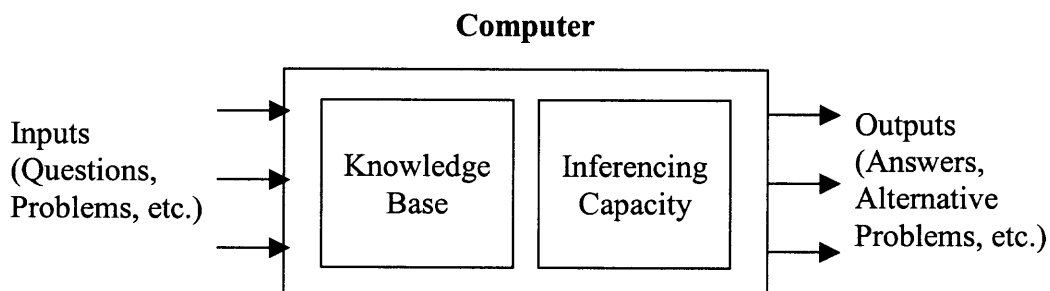 Computer
Inputs
(Questions,
Problems, etc.)
Knowledge
Base
Inferencing
Capacity
Outputs
(Answers,
Alternative
Problems, etc.)